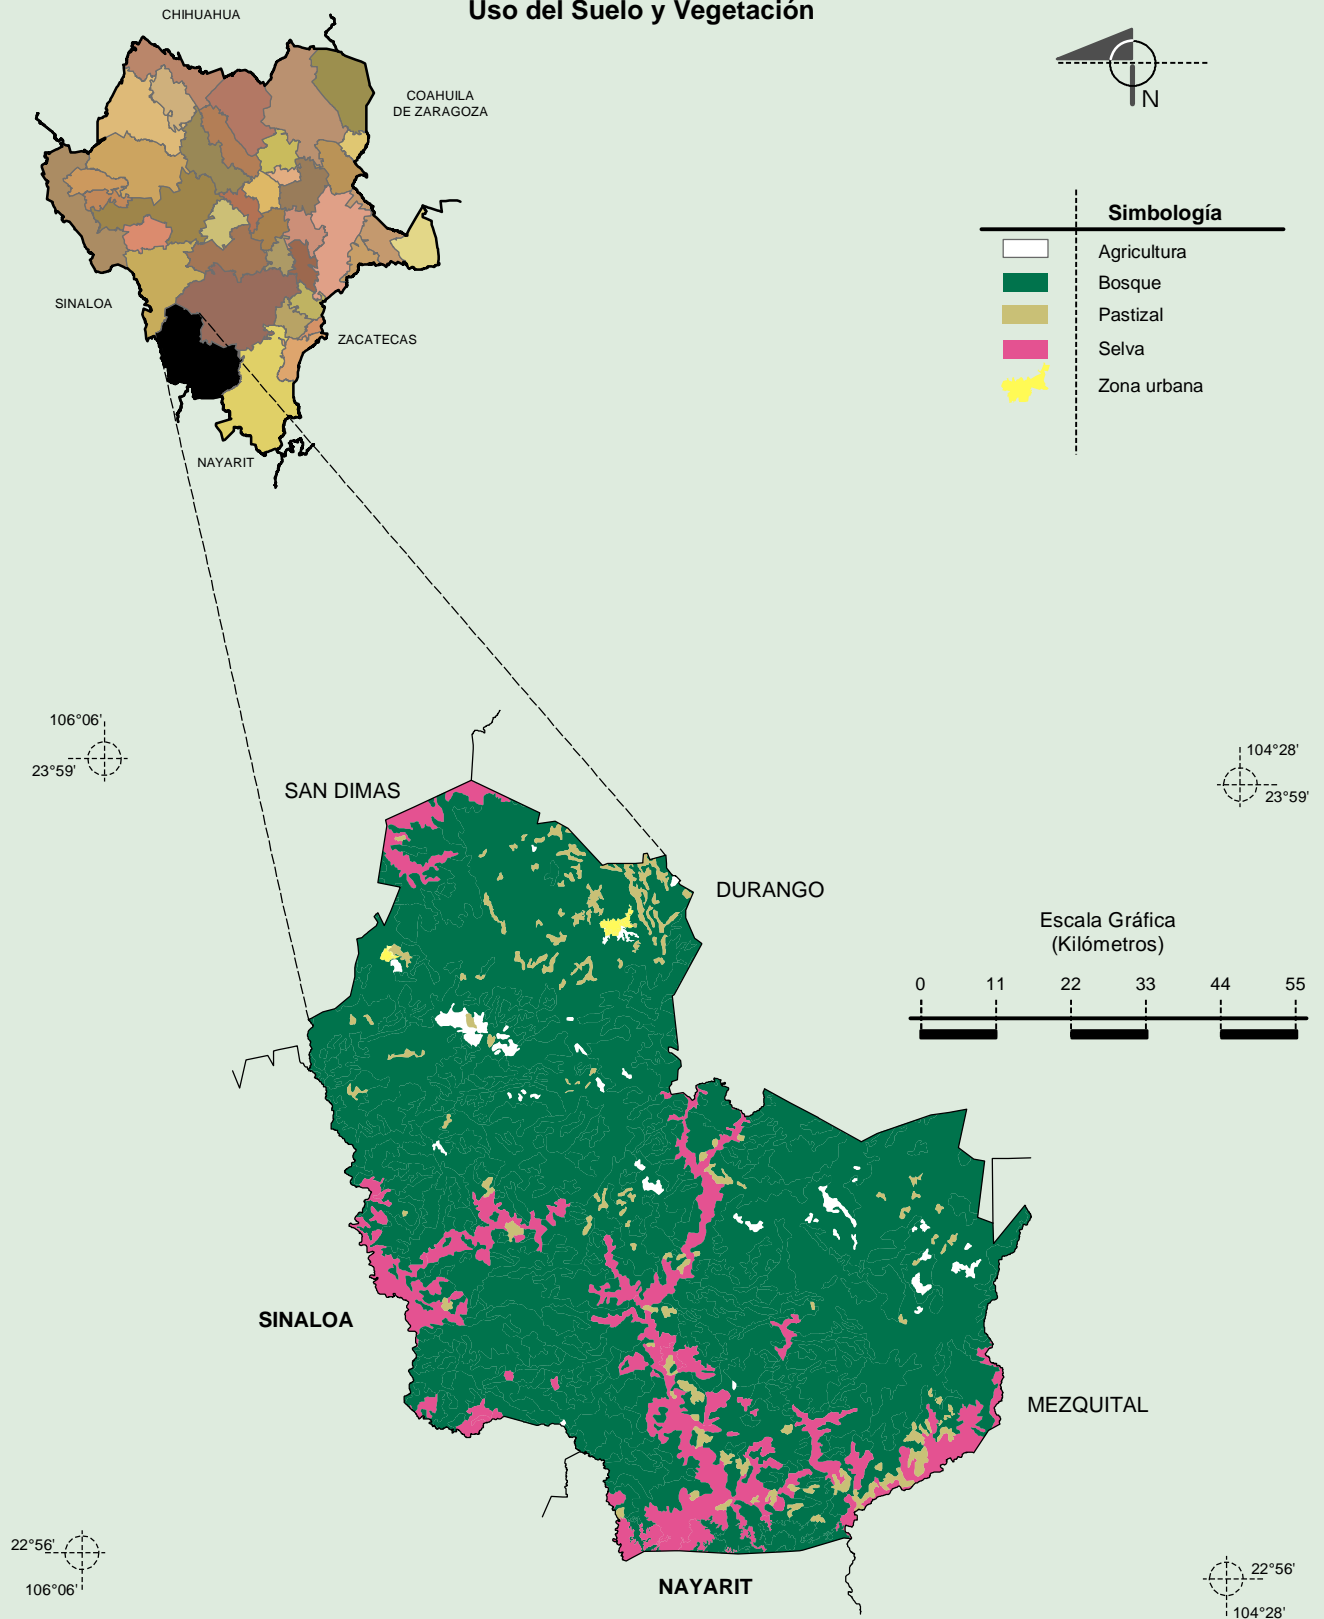 Uso del Suelo y Vegetación
CHIHUAHUA
COAHUILA
DE ZARAGOZA
SINALOA
ZACATECAS
NAYARIT
N
Simbología
Agricultura
Bosque
Pastizal
Selva
Zona urbana
106°06'
23°59'
104°28'
23°59'
SAN DIMAS
DURANGO
Escala Gráfica
(Kilómetros)
0 11 22 33 44 55
SINALOA
MEZQUITAL
NAYARIT
22°56'
106°06'
22°56'
104°28'